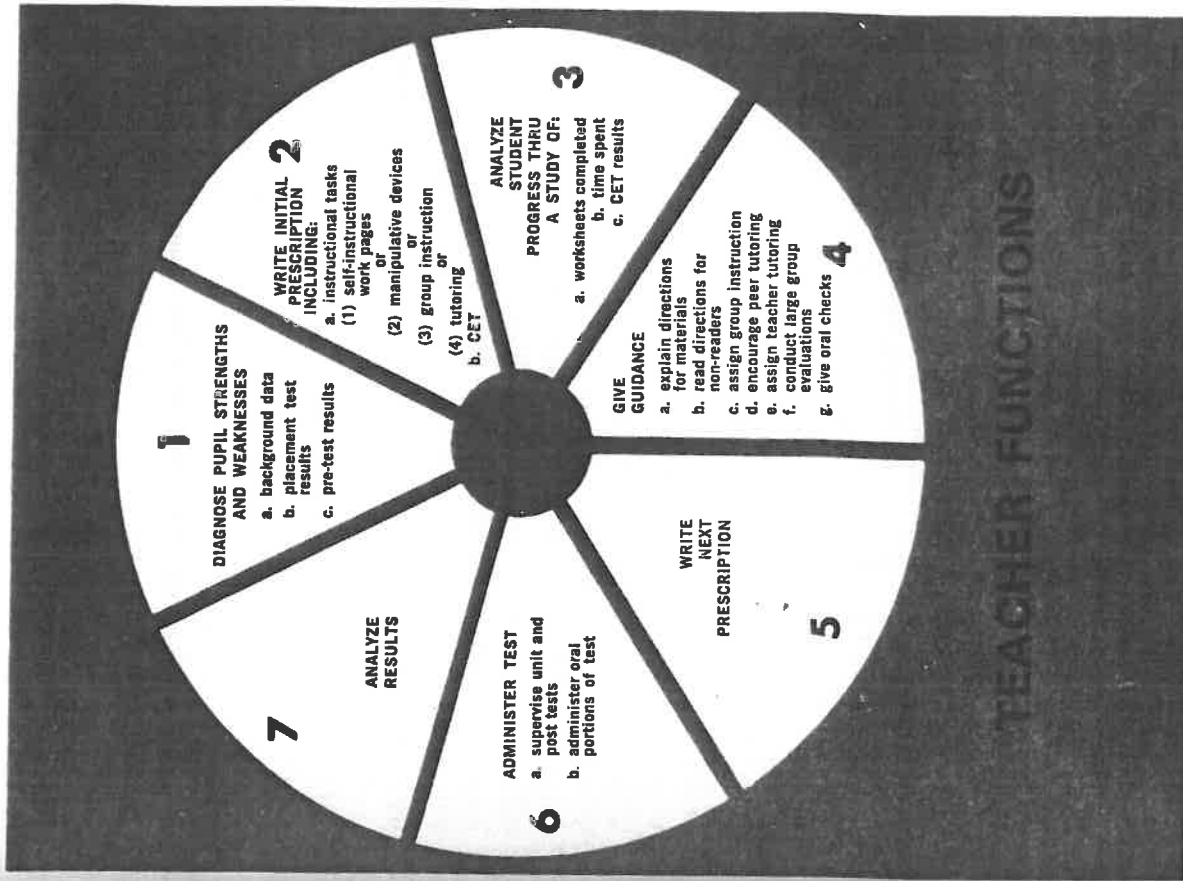 1
DIAGNOSE PUPIL STRENGTHS
AND WEAKNESSES
a. background data
b. placement test
results
c. pre-test results
WRITE INITIAL 2
PRESCRIPTION
INCLUDING:
a. instructional tasks
(1) self-instructional
work pages
or
(2) manipulative devices
or
(3) group instruction
or
(4) tutoring
b. CET
3
ANALYZE
STUDENT
PROGRESS THRU
A STUDY OF:
a. worksheets completed
b. time spent
c. CET results
GIVE
GUIDANCE
a. explain directions
for materials
b. read directions for
non-readers
c. assign group instruction
d. encourage peer tutoring
e. assign teacher tutoring
f. conduct large group
evaluations
g. give oral checks 4
WRITE
NEXT
PRESCRIPTION
5
ADMINISTER TEST
a. supervise unit and
post tests
b. administer oral
portions of test
6
7
ANALYZE
RESULTS
TEACHER FUNCTIONS